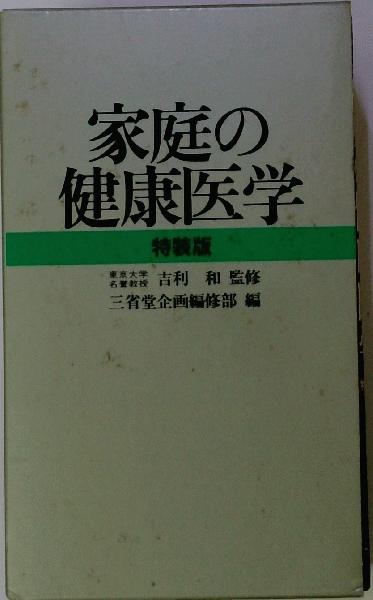 家庭の
健康医学
特装版
東京大学
名誉教授 吉利 和 監修
三省堂企画編修部 編